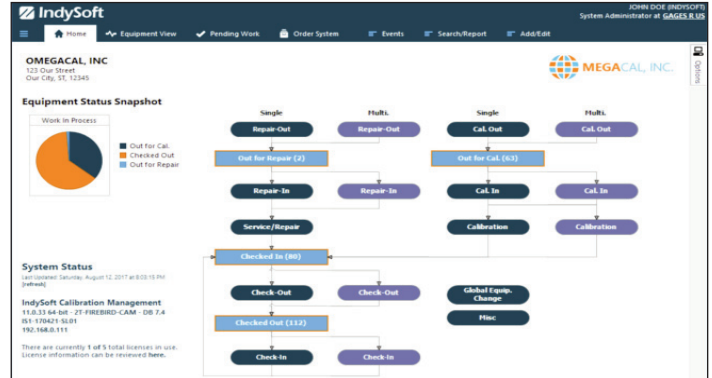 IndySoft
JOHN DOE (INDYSOFT)
System Administrator at GAGES R US
Home
Equipment View
Pending Work
Order System
Events
Search/Report
Add/Edit
OMEGACAL, INC
123 Our Street
Our City, ST, 12345
MEGACAL, INC.
Options
Equipment Status Snapshot
Work In Process
Out for Cal.
Checked Out
Out for Repair
Single
Multi.
Single
Multi.
Repair-Out
Repair-Out
Cal. Out
Cal. Out
Out for Repair (2)
Out for Cal. (63)
Repair-In
Repair-In
Cal. In
Cal. In
Service/Repair
Calibration
Calibration
Checked In (80)
Check-Out
Check-Out
Global Equip.
Change
Checked Out (112)
Misc
Check-In
Check-In
System Status
Last Updated: Saturday, August 12, 2017 at 8:03:15 PM
[refresh]
IndySoft Calibration Management
11.0.33 64-bit - 2T-FIREBIRD-CAM - DB 7.4
IS1-170421-SL01
192.168.0.111
There are currently 1 of 5 total licenses in use.
License information can be reviewed here.